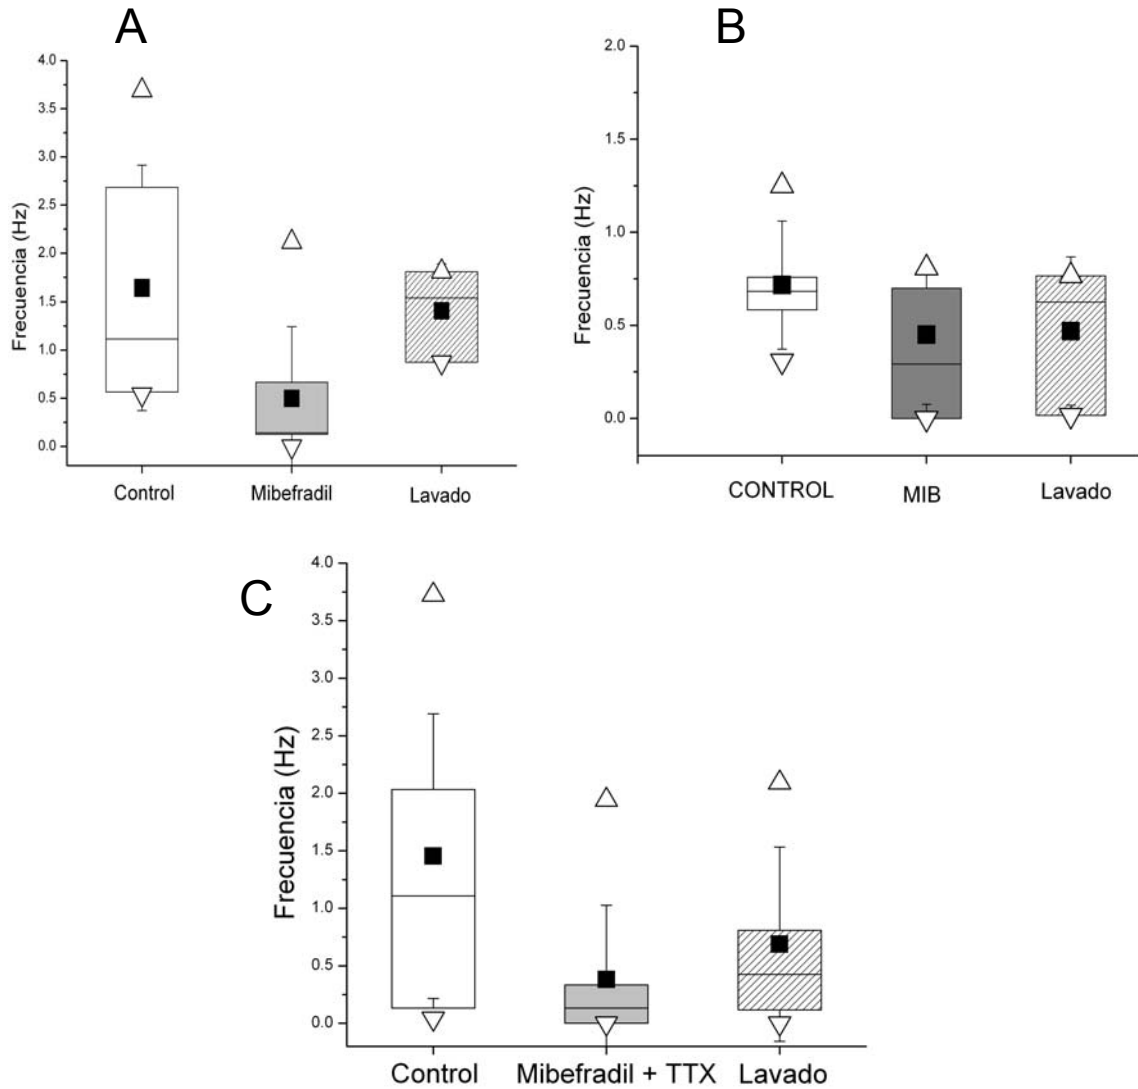 A
4.0
3.5
3.0
2.5
2.0
1.5
1.0
0.5
0.0
Frecuencia (Hz)
Control Mibefradil Lavado
B
2.0
1.5
1.0
0.5
0.0
Frecuencia (Hz)
CONTROL MIB Lavado
C
4.0
3.5
3.0
2.5
2.0
1.5
1.0
0.5
0.0
Frecuencia (Hz)
Control Mibefradil + TTX Lavado